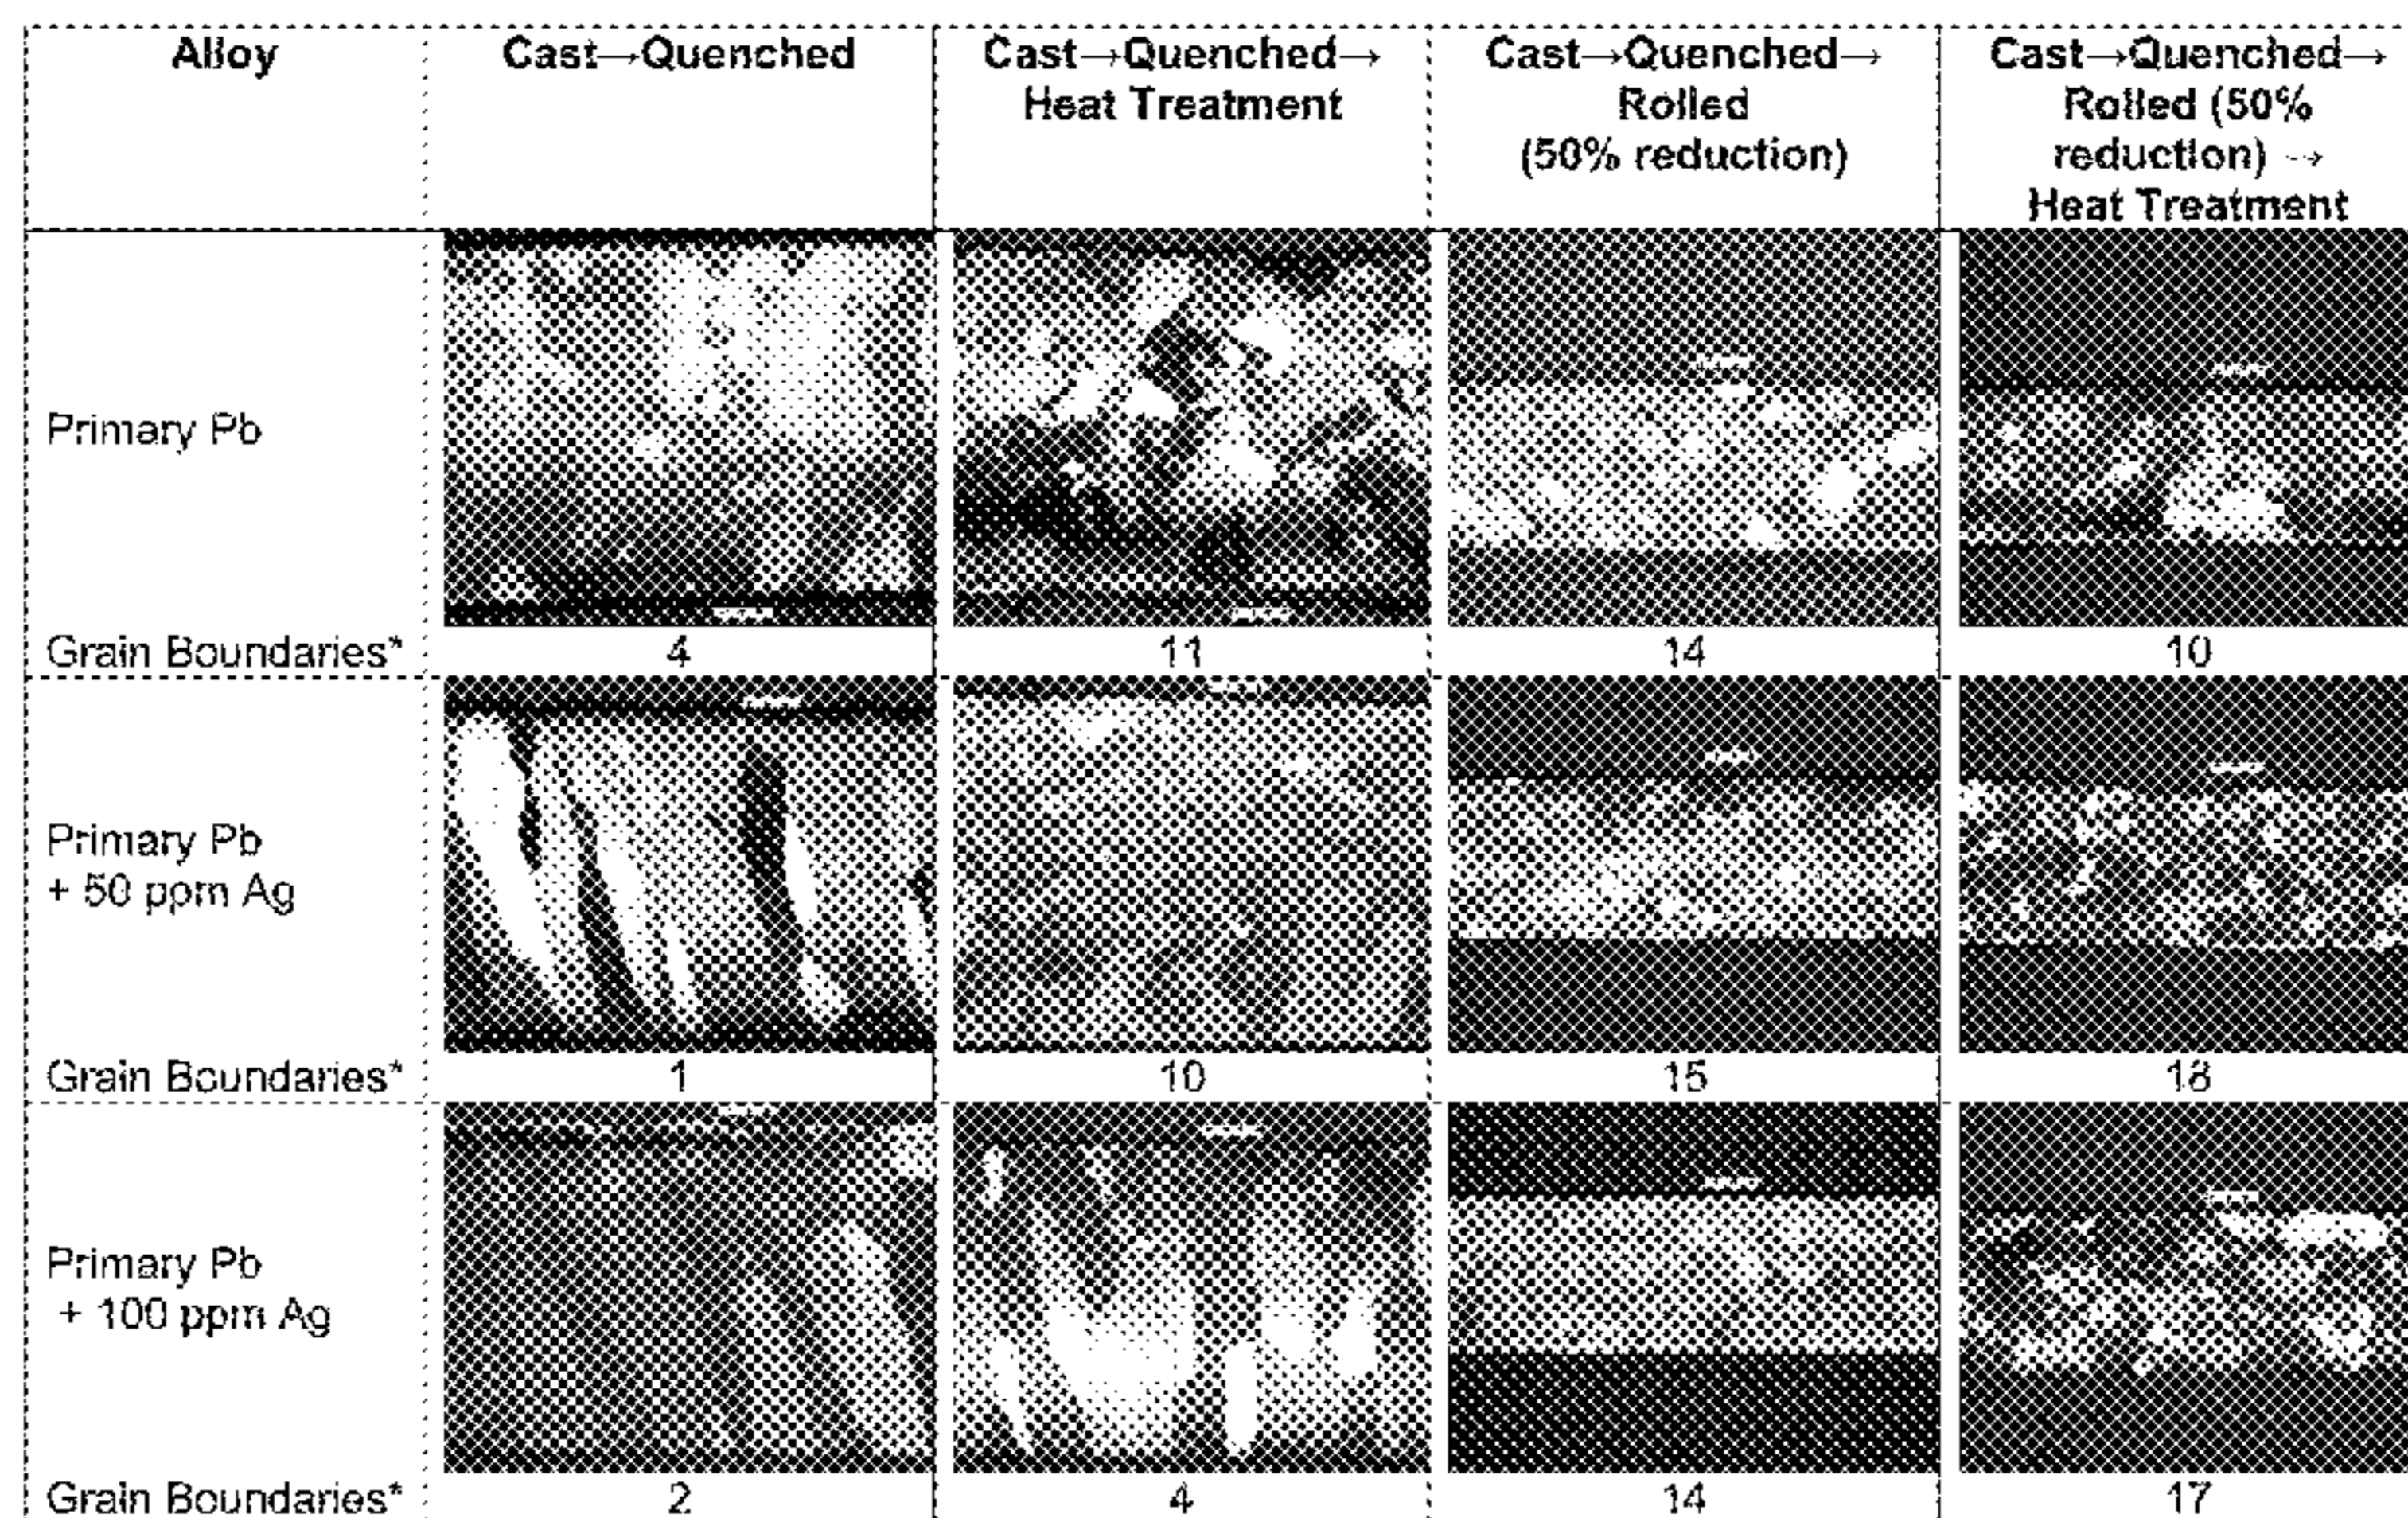 Alloy
Cast→Quenched
Cast→Quenched→
Heat Treatment
Cast→Quenched→
Rolled
(50% reduction)
Cast→Quenched→
Rolled (50%
reduction) →
Heat Treatment
Primary Pb
Grain Boundaries*
4
11
14
10
Primary Pb
+ 50 ppm Ag
Grain Boundaries*
1
10
15
18
Primary Pb
+ 100 ppm Ag
Grain Boundaries*
2
4
14
17